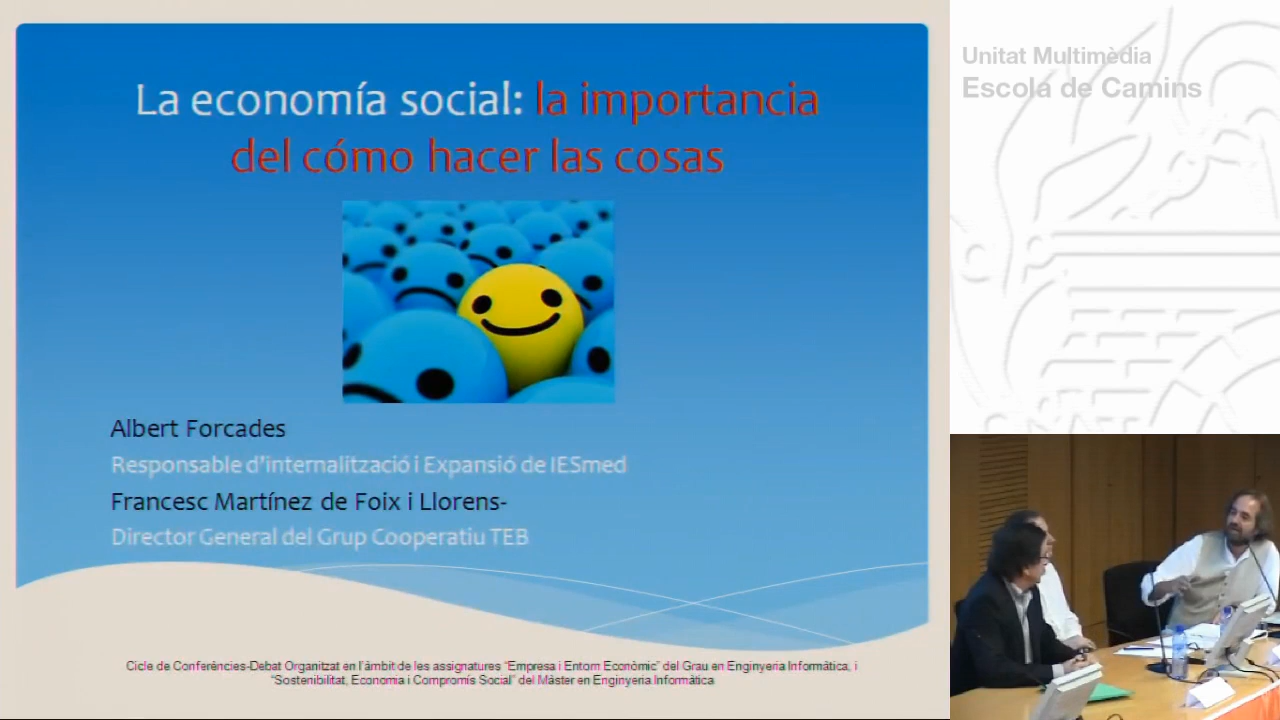 La economía social: la importancia
del cómo hacer las cosas
Albert Forcades
Responsable d'internalització i Expansió de IESmed
Francesc Martínez de Foix i Llorens-
Director General del Grup Cooperatiu TEB
Cicle de Conferències-Debat Organitzat en l'àmbit de les assignatures “Empresa i Entorn Econòmic” del Grau en Enginyeria Informàtica, i
“Sostenibilitat, Economia i Compromís Social” del Màster en Enginyeria Informàtica
Unitat Multimèdia
Escola de Camins